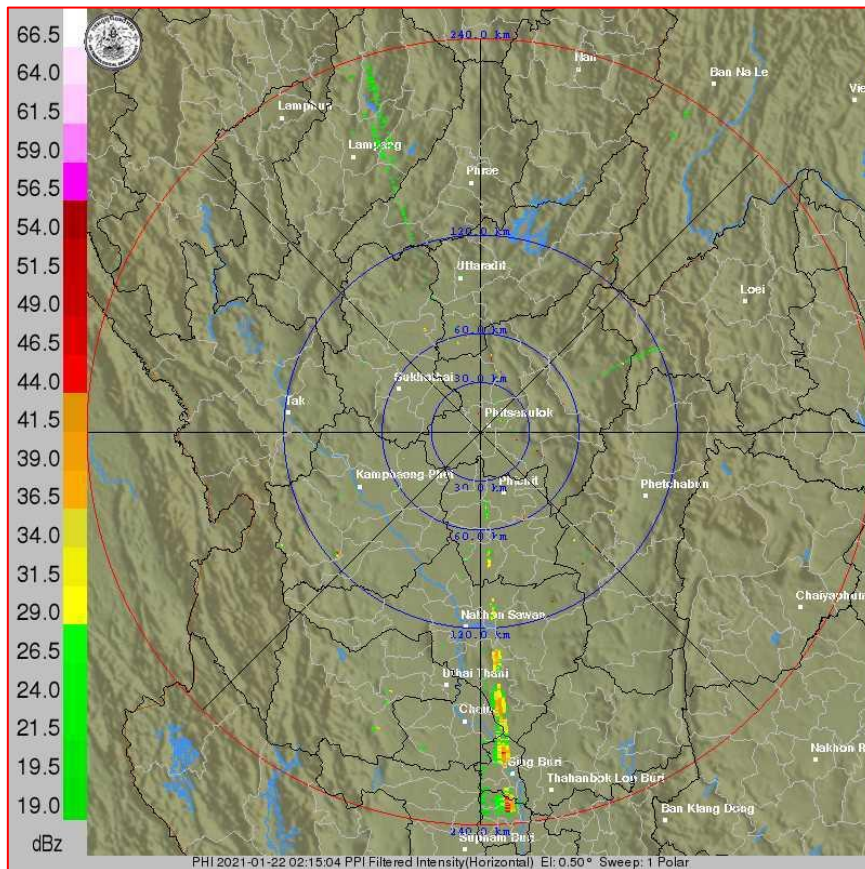 66.5
64.0
61.5
59.0
56.5
54.0
51.5
49.0
46.5
44.0
41.5
39.0
36.5
34.0
31.5
29.0
26.5
24.0
21.5
19.5
19.0
dBz
240.0 km
Nan
Ban Na Le
Vie
Lamphun
Lampang
Phree
120.0 km
Uttaradit
Loei
60.0 km
30.0 km
Sukhothai
Tak
Phitsanulok
Kamphaeng Phet
Phichit
30.0 km
Phetchabun
60.0 km
Chaiyaphum
Nakhon Sawan
120.0 km
Uthai Thani
Nakhon R
Sing Buri
Thahanbok Lop Buri
Ban Klang Dong
240.0 km
Suphan Buri
PHI 2021-01-22 02:15:04 PPI Filtered Intensity(Horizontal) El: 0.50° Sweep: 1 Polar